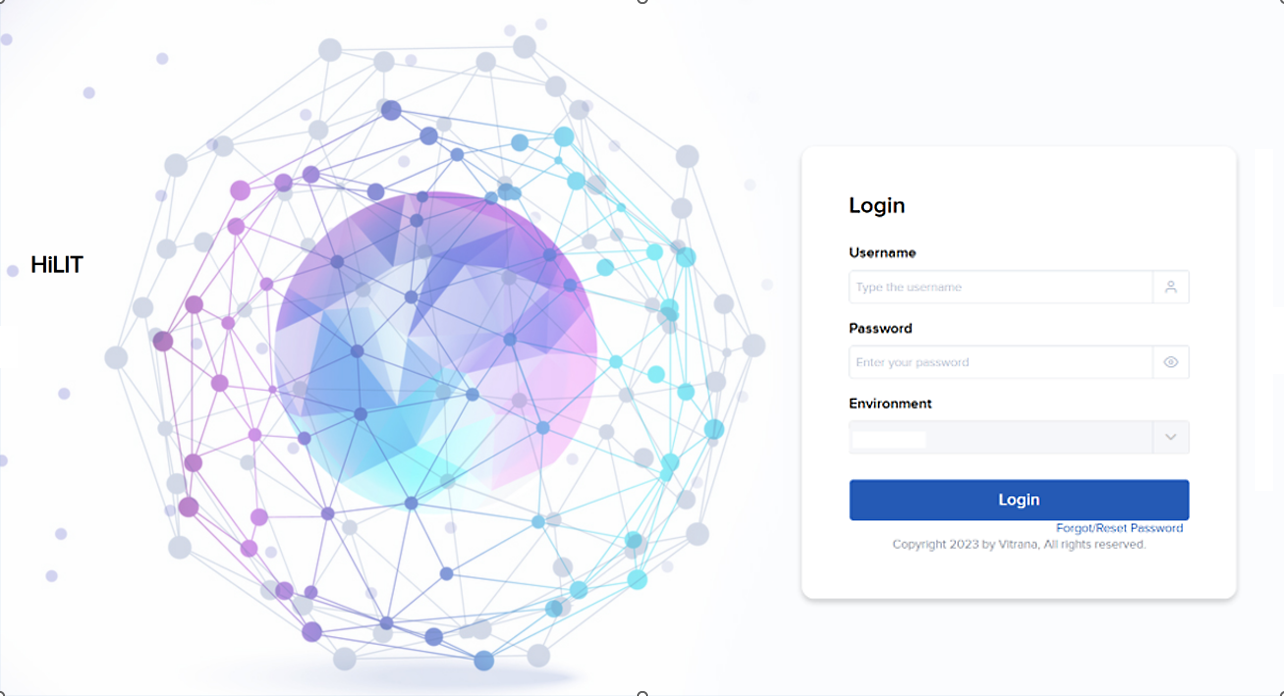 HiLIT
Login
Username
Type the username
Password
Enter your password
Environment
Login
Forgot/Reset Password
Copyright 2023 by Vitrana, All rights reserved.